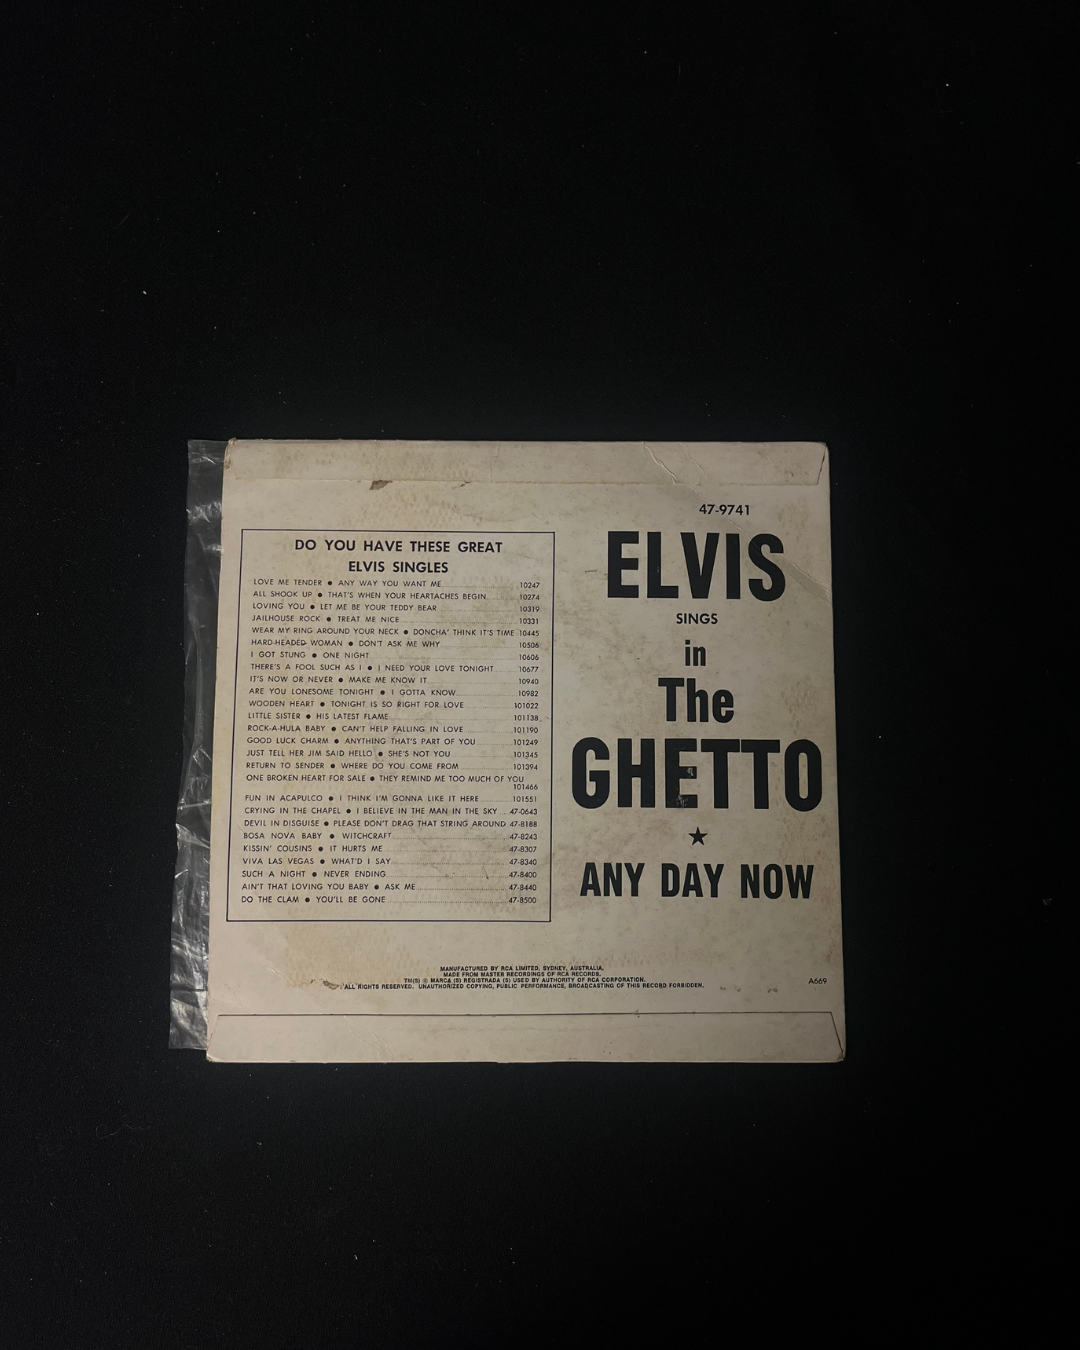 47-9741
DO YOU HAVE THESE GREAT
ELVIS SINGLES
LOVE ME TENDER ● ANY WAY YOU WANT ME 10247
ALL SHOOK UP ● THAT'S WHEN YOUR HEARTACHES BEGIN 10274
LOVING YOU ● LET ME BE YOUR TEDDY BEAR 10319
JAILHOUSE ROCK ● TREAT ME NICE 10331
WEAR MY RING AROUND YOUR NECK ● DONCHA' THINK IT'S TIME 10445
HARD-HEADED WOMAN ● DON'T ASK ME WHY 10506
I GOT STUNG ● ONE NIGHT 10606
THERE'S A FOOL SUCH AS I ● I NEED YOUR LOVE TONIGHT 10677
IT'S NOW OR NEVER ● MAKE ME KNOW IT 10940
ARE YOU LONESOME TONIGHT ● I GOTTA KNOW 10982
WOODEN HEART ● TONIGHT IS SO RIGHT FOR LOVE 101022
LITTLE SISTER ● HIS LATEST FLAME 101138
ROCK-A-HULA BABY ● CAN'T HELP FALLING IN LOVE 101190
GOOD LUCK CHARM ● ANYTHING THAT'S PART OF YOU 101249
JUST TELL HER JIM SAID HELLO ● SHE'S NOT YOU 101345
RETURN TO SENDER ● WHERE DO YOU COME FROM 101394
ONE BROKEN HEART FOR SALE ● THEY REMIND ME TOO MUCH OF YOU
101466
FUN IN ACAPULCO ● I THINK I'M GONNA LIKE IT HERE 101551
CRYING IN THE CHAPEL ● I BELIEVE IN THE MAN IN THE SKY 47-0643
DEVIL IN DISGUISE ● PLEASE DON'T DRAG THAT STRING AROUND 47-8188
BOSA NOVA BABY ● WITCHCRAFT 47-8243
KISSIN' COUSINS ● IT HURTS ME 47-8307
VIVA LAS VEGAS ● WHAT'D I SAY 47-8340
SUCH A NIGHT ● NEVER ENDING 47-8400
AIN'T THAT LOVING YOU BABY ● ASK ME 47-8440
DO THE CLAM ● YOU'LL BE GONE 47-8500
ELVIS
SINGS
in
The
GHETTO
★
ANY DAY NOW
MANUFACTURED BY RCA LIMITED, SYDNEY, AUSTRALIA,
MADE FROM MASTER RECORDINGS OF RCA RECORDS.
TM(S) ® MARCA (S) REGISTRADA (S) USED BY AUTHORITY OF RCA CORPORATION.
ALL RIGHTS RESERVED. UNAUTHORIZED COPYING, PUBLIC PERFORMANCE, BROADCASTING OF THIS RECORD FORBIDDEN.
A669